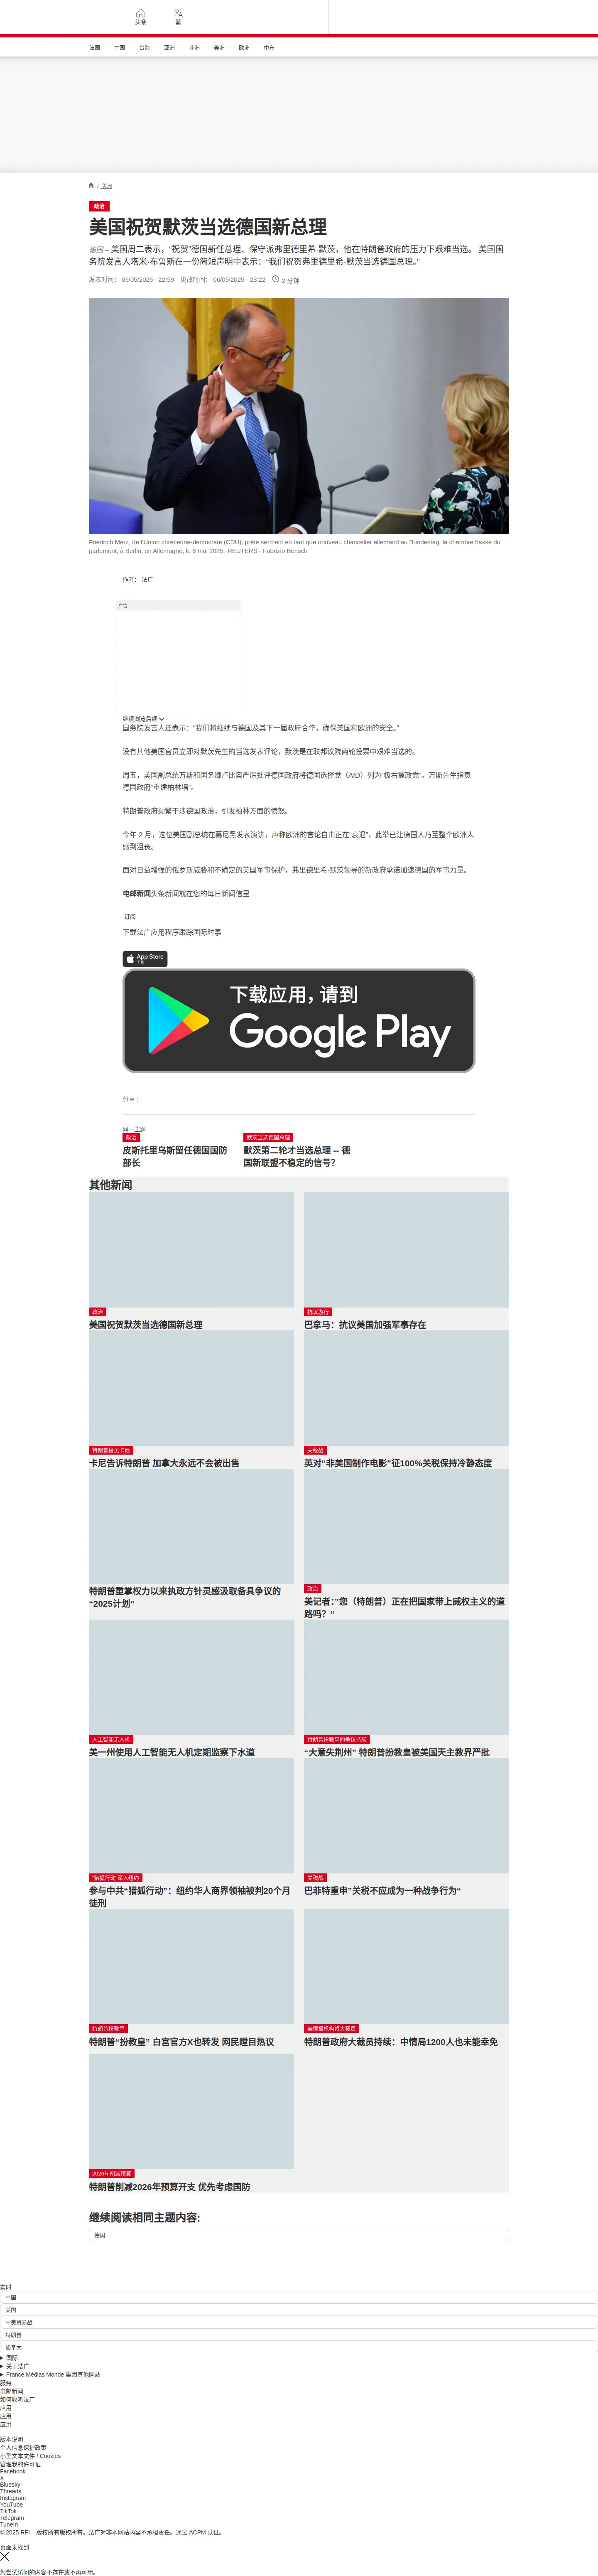 头条
繁
法国 中国 台海 亚洲 非洲 美洲 欧洲 中东
/ 美洲
政治
美国祝贺默茨当选德国新总理
德国 – 美国周二表示，“祝贺”德国新任总理、保守派弗里德里希·默茨，他在特朗普政府的压力下艰难当选。 美国国
务院发言人塔米·布鲁斯在一份简短声明中表示：“我们祝贺弗里德里希·默茨当选德国总理。”
发表时间： 06/05/2025 - 22:59 更改时间： 06/05/2025 - 23:22 2 分钟
Friedrich Merz, de l'Union chrétienne-démocrate (CDU), prête serment en tant que nouveau chancelier allemand au Bundestag, la chambre basse du
parlement, à Berlin, en Allemagne, le 6 mai 2025. REUTERS - Fabrizio Bensch
作者： 法广
广告
继续浏览后续
国务院发言人还表示：“我们将继续与德国及其下一届政府合作，确保美国和欧洲的安全。”
没有其他美国官员立即对默茨先生的当选发表评论，默茨是在联邦议院两轮投票中艰难当选的。
周五，美国副总统万斯和国务卿卢比奥严厉批评德国政府将德国选择党（AfD）列为“极右翼政党”。万斯先生指责
德国政府“重建柏林墙”。
特朗普政府频繁干涉德国政治，引发柏林方面的愤怒。
今年 2 月，这位美国副总统在慕尼黑发表演讲，声称欧洲的言论自由正在“衰退”，此举已让德国人乃至整个欧洲人
感到沮丧。
面对日益增强的俄罗斯威胁和不确定的美国军事保护，弗里德里希·默茨领导的新政府承诺加速德国的军事力量。
电邮新闻头条新闻就在您的每日新闻信里
订阅
下载法广应用程序跟踪国际时事
App Store
下载
下载应用，请到
Google Play
分享 :
同一主题
政治
皮斯托里乌斯留任德国国防
部长
默茨当选德国总理
默茨第二轮才当选总理 -- 德
国新联盟不稳定的信号？
其他新闻
政治
美国祝贺默茨当选德国新总理
抗议游行
巴拿马：抗议美国加强军事存在
特朗普接见卡尼
卡尼告诉特朗普 加拿大永远不会被出售
关税战
英对“非美国制作电影”征100%关税保持冷静态度
特朗普重掌权力以来执政方针灵感汲取备具争议的
“2025计划”
政治
美记者：”您（特朗普）正在把国家带上威权主义的道
路吗？“
人工智能无人机
美一州使用人工智能无人机定期监察下水道
特朗普扮教皇的争议持续
“大意失荆州” 特朗普扮教皇被美国天主教界严批
“猎狐行动”深入纽约
参与中共“猎狐行动”：纽约华人商界领袖被判20个月
徒刑
关税战
巴菲特重申“关税不应成为一种战争行为“
特朗普扮教皇
特朗普“扮教皇” 白宫官方X也转发 网民瞠目热议
美情报机构将大裁员
特朗普政府大裁员持续：中情局1200人也未能幸免
2026年削减预算
特朗普削减2026年预算开支 优先考虑国防
继续阅读相同主题内容:
德国
实时
中国
美国
中美贸易战
特朗普
加拿大
国际
关于法广
France Médias Monde 集团其他网站
服务
电邮新闻
如何收听法广
应用
应用
应用
版本说明
个人信息保护政策
小型文本文件 / Cookies
管理我的许可证
Facebook
X
Bluesky
Threads
Instagram
YouTube
TikTok
Telegram
TuneIn
© 2025 RFI – 版权所有版权所有。法广对非本网站内容不承担责任。通过 ACPM 认证。
页面未找到
您尝试访问的内容不存在或不再可用。